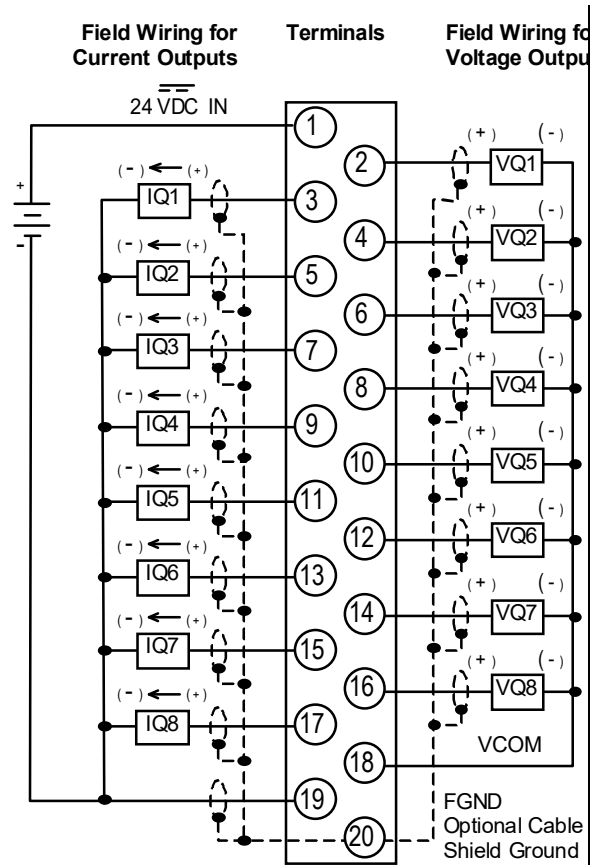 Field Wiring for
Current Outputs
Terminals
Field Wiring fo
Voltage Outpu
24 VDC IN
1
2
(+) (-)
VQ1
+
-
(-) (+)
IQ1
3
4
(+) (-)
VQ2
(-) (+)
IQ2
5
6
(+) (-)
VQ3
(-) (+)
IQ3
7
8
(+) (-)
VQ4
(-) (+)
IQ4
9
10
(+) (-)
VQ5
(-) (+)
IQ5
11
12
(+) (-)
VQ6
(-) (+)
IQ6
13
14
(+) (-)
VQ7
(-) (+)
IQ7
15
16
(+) (-)
VQ8
(-) (+)
IQ8
17
18
VCOM
19
20
FGND
Optional Cable
Shield Ground